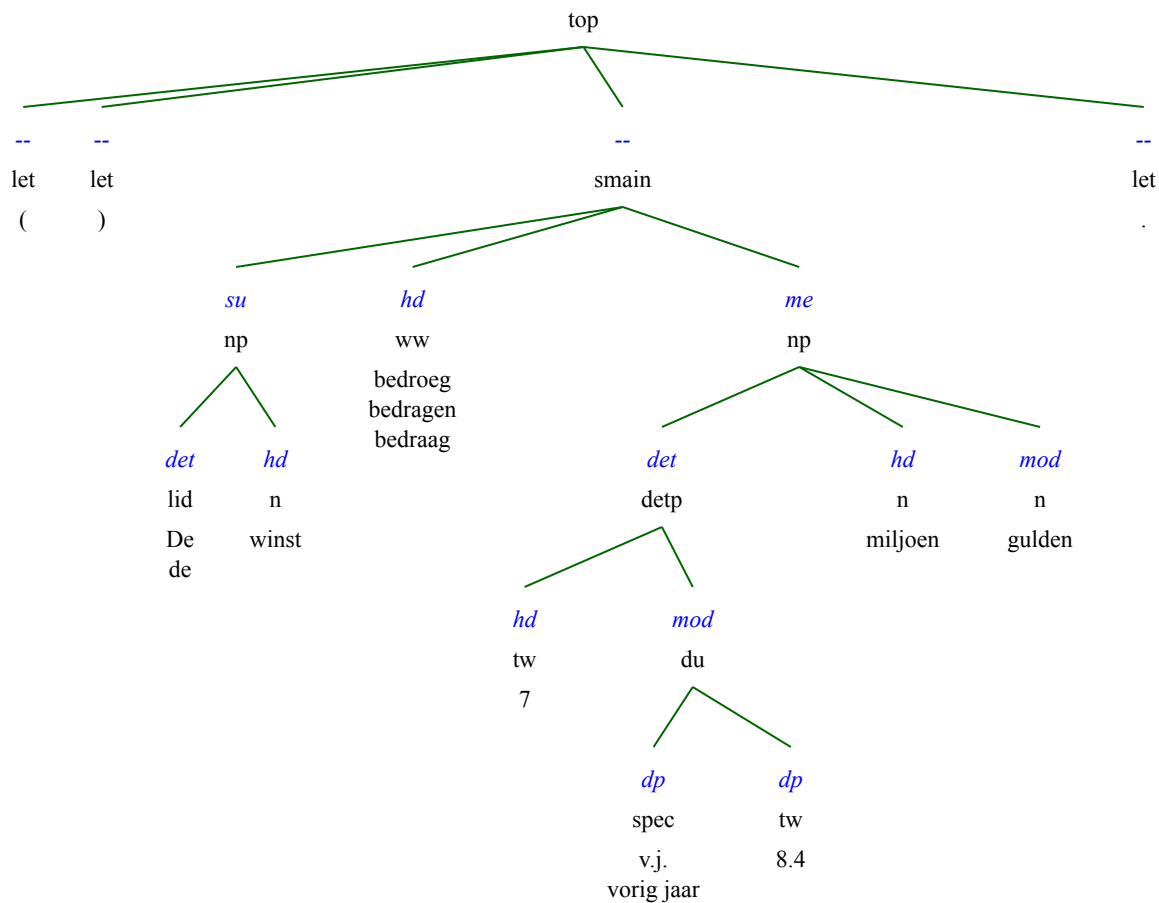 top
-- -- -- --
let let smain let
( ) .
su hd me
np ww np
bedroeg
bedragen
bedraag
det hd det hd mod
lid n detp n n
De winst miljoen gulden
de
hd mod
tw du
7
dp dp
spec tw
v.j. 8.4
vorig jaar